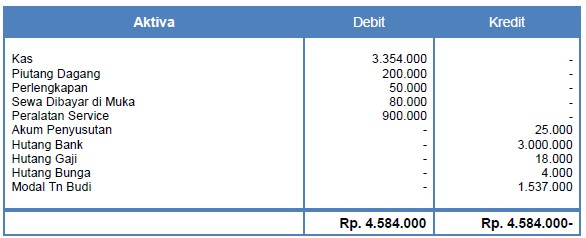 Aktiva Debit Kredit
Kas 3.354.000 -
Piutang Dagang 200.000 -
Perlengkapan 50.000 -
Sewa Dibayar di Muka 80.000 -
Peralatan Service 900.000 -
Akum Penyusutan - 25.000
Hutang Bank - 3.000.000
Hutang Gaji - 18.000
Hutang Bunga - 4.000
Modal Tn Budi - 1.537.000
Rp. 4.584.000 Rp. 4.584.000-